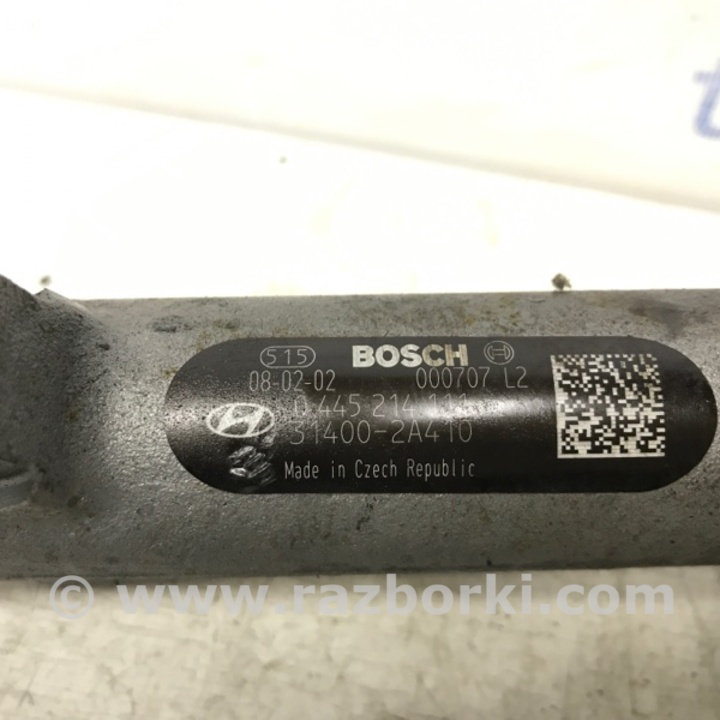 515 BOSCH
08-02-02 000707 L2
0 445 214 111
31400-2A410
Made in Czech Republic
© www.razborki.com